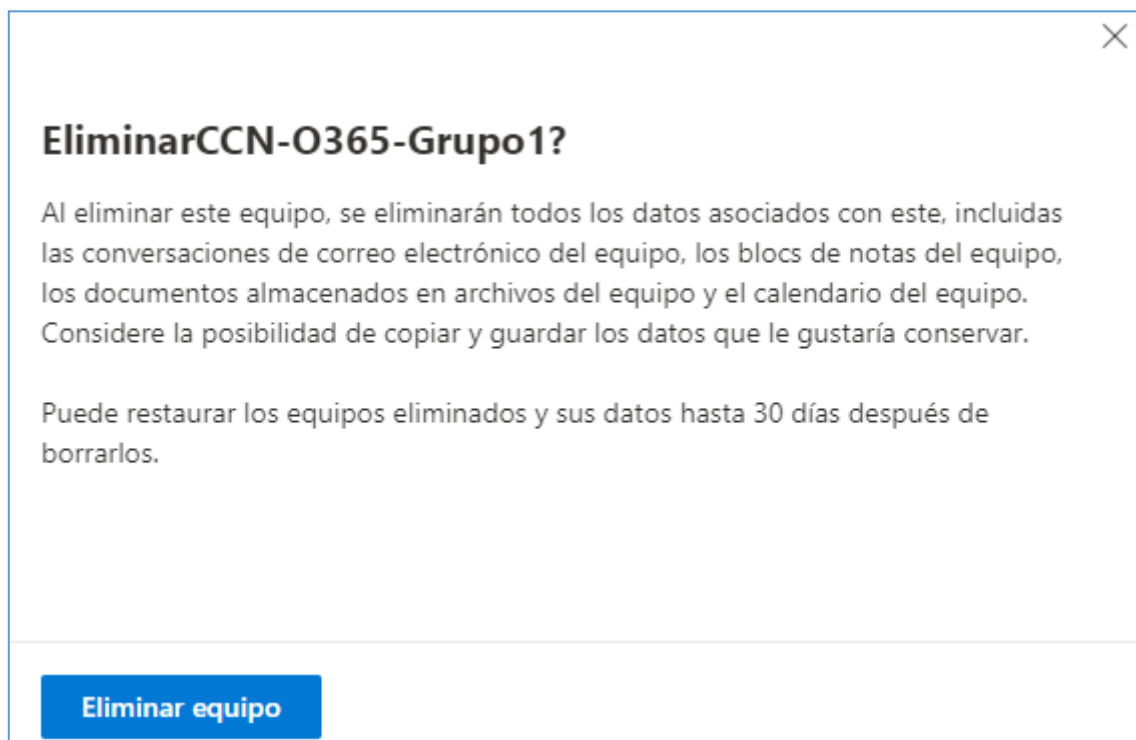 EliminarCCN-O365-Grupo1?
Al eliminar este equipo, se eliminarán todos los datos asociados con este, incluidas
las conversaciones de correo electrónico del equipo, los blocs de notas del equipo,
los documentos almacenados en archivos del equipo y el calendario del equipo.
Considere la posibilidad de copiar y guardar los datos que le gustaría conservar.
Puede restaurar los equipos eliminados y sus datos hasta 30 días después de
borrarlos.
Eliminar equipo